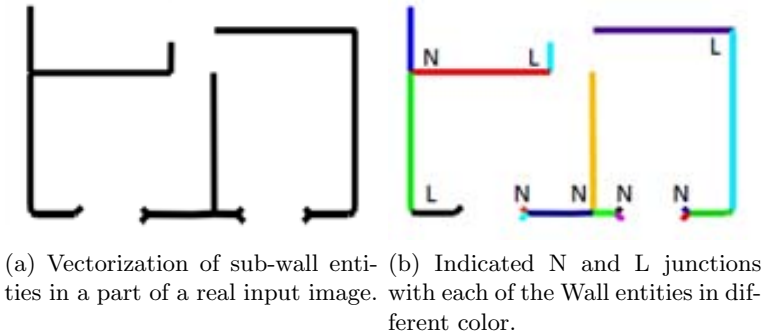 N L L
L N N N N
(a) Vectorization of sub-wall enti-
ties in a part of a real input image.
(b) Indicated N and L junctions
with each of the Wall entities in dif-
ferent color.